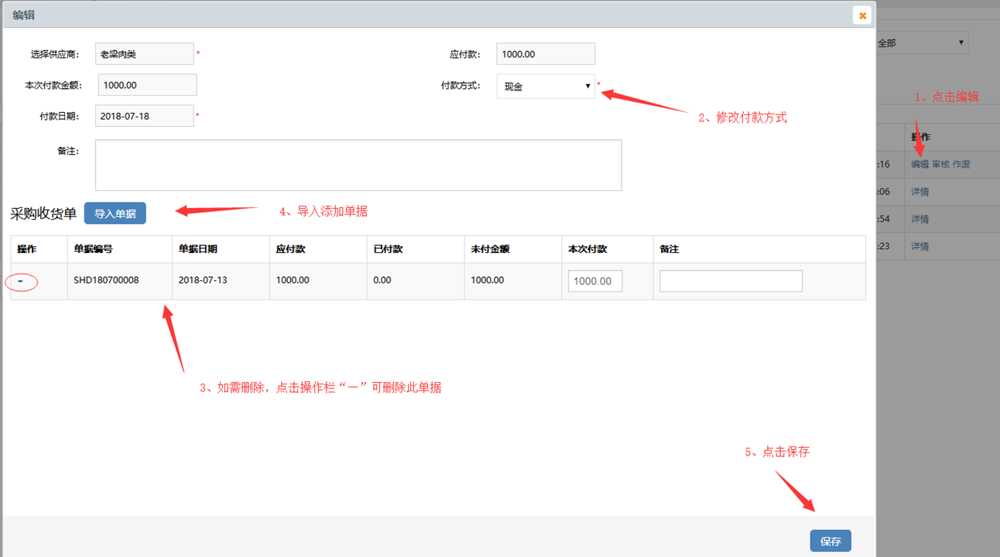 编辑
全部
选择供应商: 老梁肉类 * 应付款: 1000.00
1、点击编辑
本次付款金额: 1000.00 付款方式: 现金 *
付款日期: 2018-07-18 *
2、修改付款方式
操作
备注:
:16 编辑 审核 作废
:06 详情
采购收货单 导入单据
4、导入添加单据
:54 详情
:23 详情
操作 单据编号 单据日期 应付款 已付款 未付金额 本次付款 备注
- SHD180700008 2018-07-13 1000.00 0.00 1000.00 1000.00
3、如需删除，点击操作栏“一”可删除此单据
5、点击保存
保存